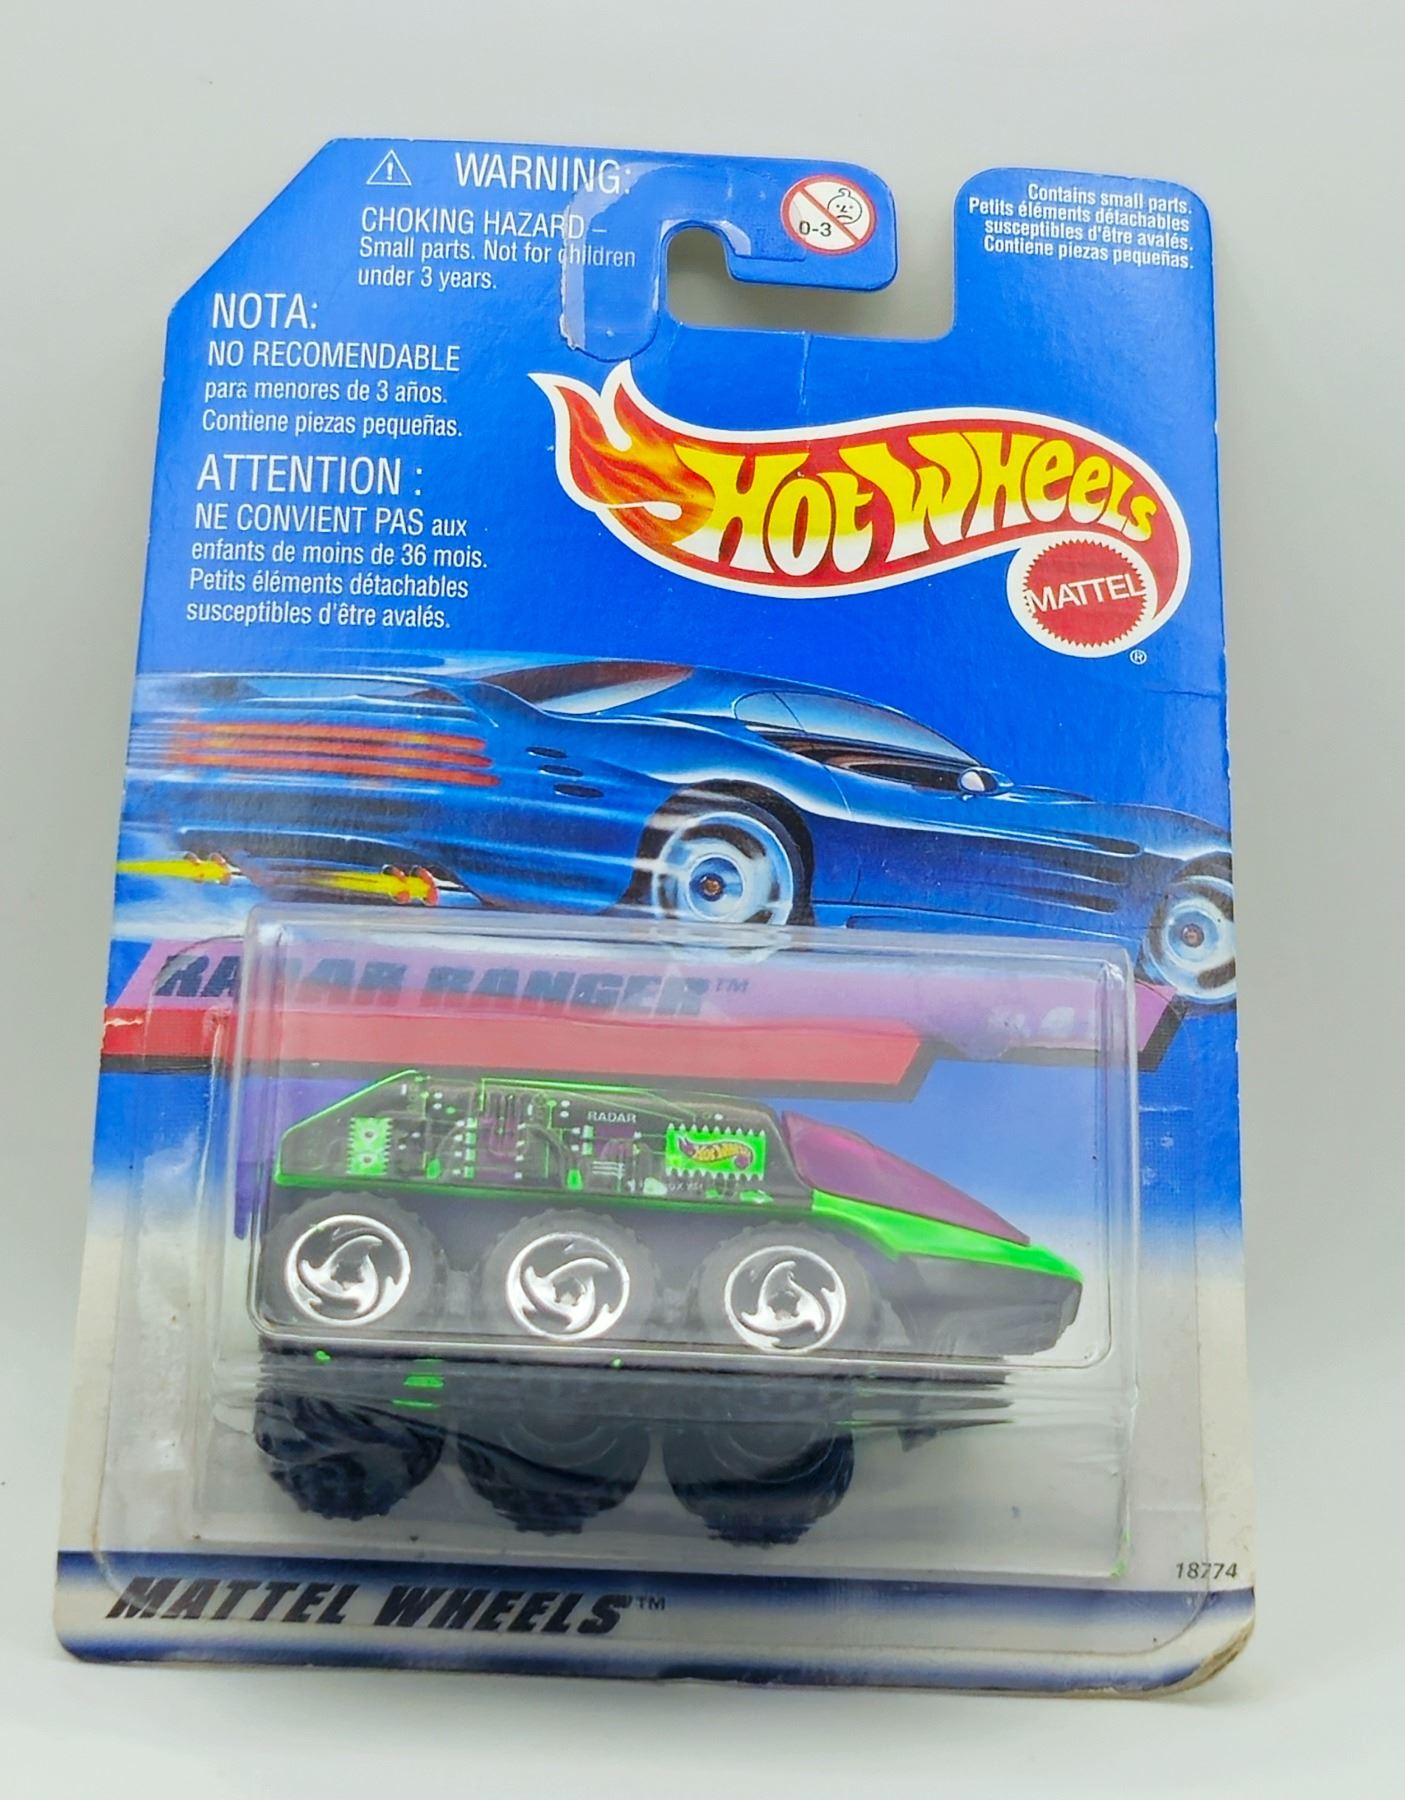 WARNING:
CHOKING HAZARD –
Small parts. Not for children
under 3 years.
0-3
Contains small parts.
Petits éléments détachables
susceptibles d'être avalés.
Contiene piezas pequeñas.
NOTA:
NO RECOMENDABLE
para menores de 3 años.
Contiene piezas pequeñas.
ATTENTION :
NE CONVIENT PAS aux
enfants de moins de 36 mois.
Petits éléments détachables
susceptibles d'être avalés.
HOT WHEELS
MATTEL
®
RADAR RANGER™
RADAR
HOT WHEELS
18774
MATTEL WHEELS™